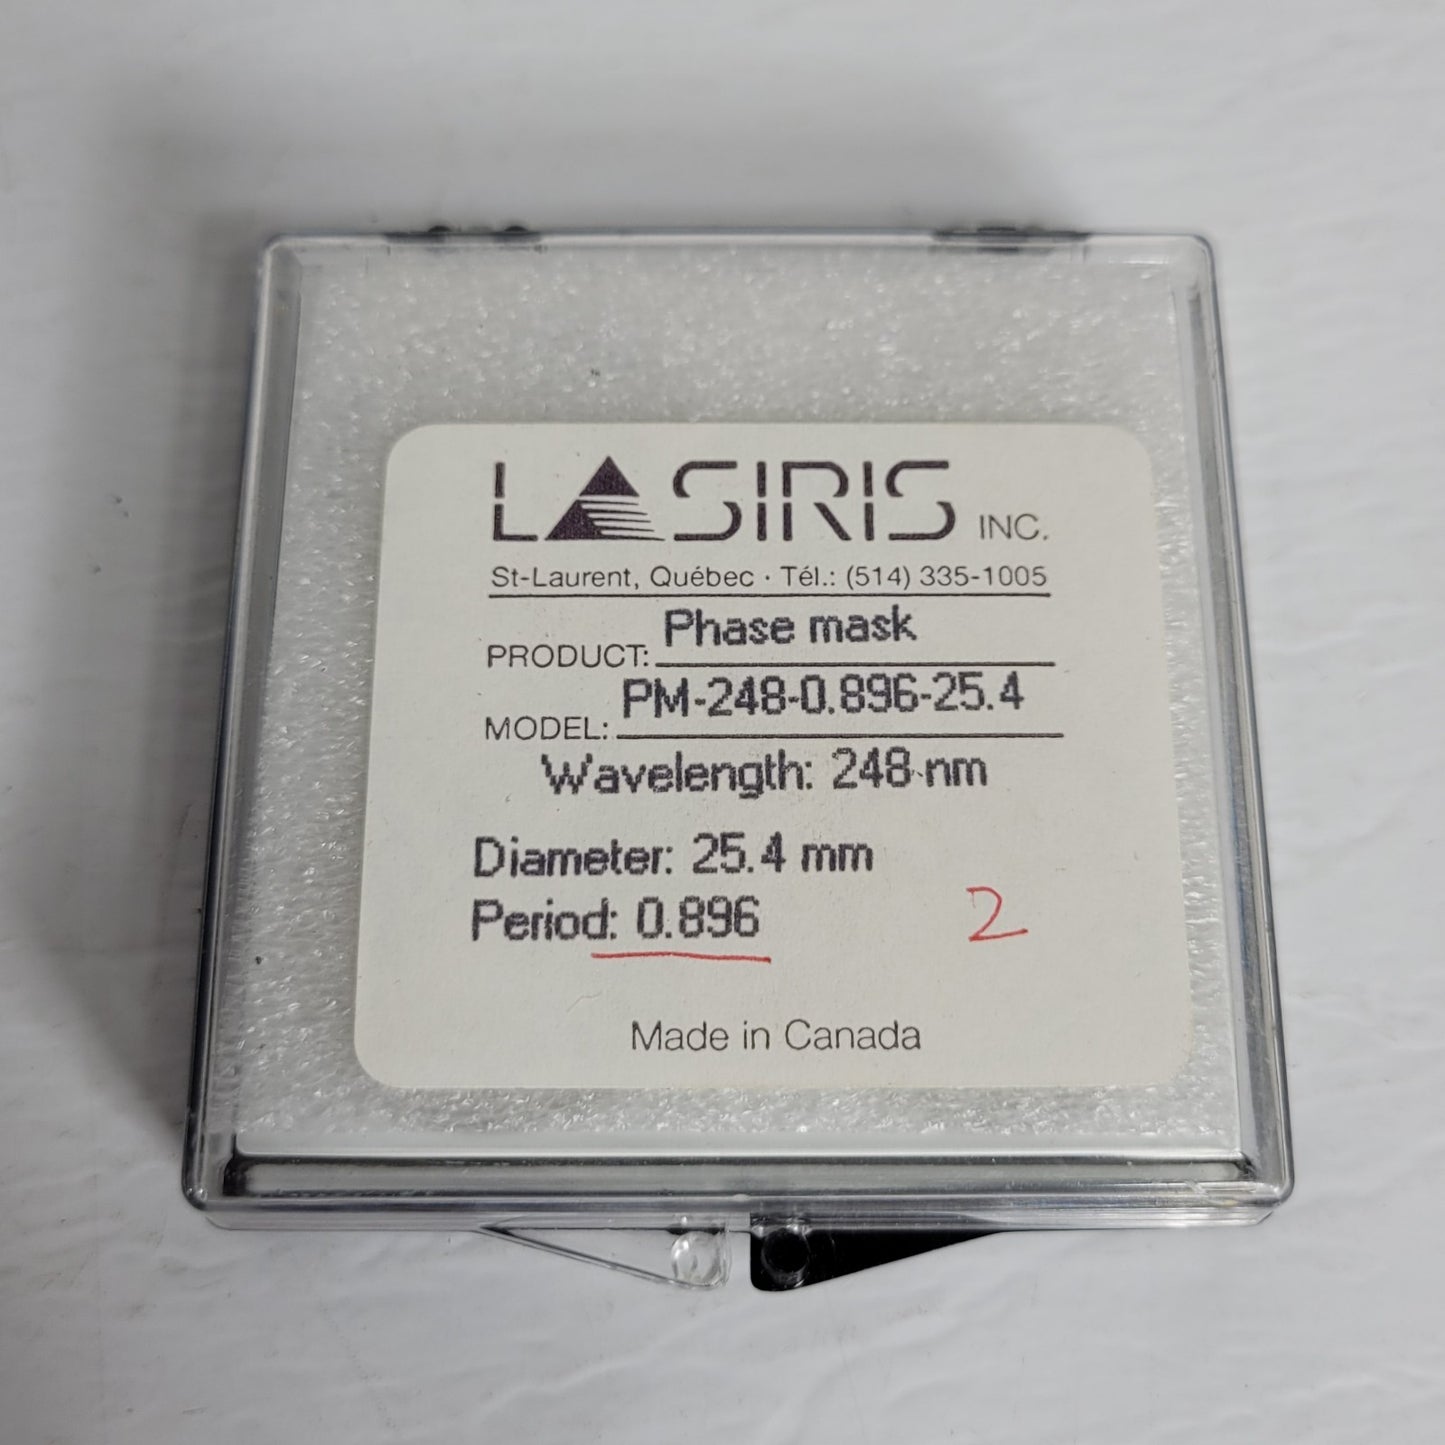 LASIRIS INC.
St-Laurent, Québec · Tél.: (514) 335-1005
PRODUCT: Phase mask
MODEL: PM-248-0.896-25.4
Wavelength: 248 nm
Diameter: 25.4 mm
Period: 0.896 2
Made in Canada